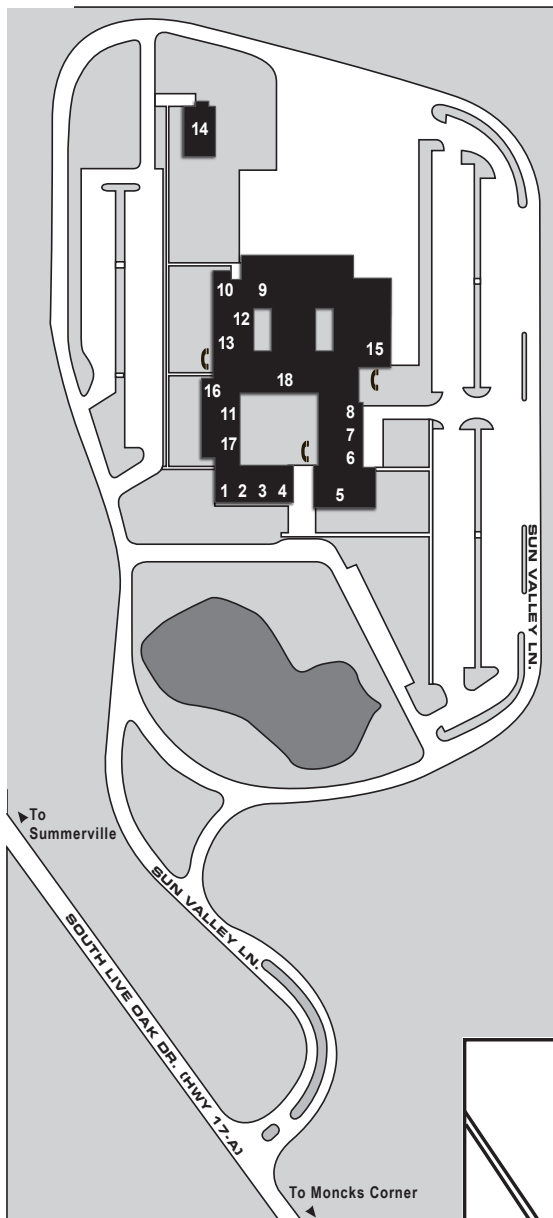 14
10 9
12
13
15
18
16
11
8
7
17
6
1 2 3 4
5
SUN VALLEY LN.
To
Summerville
SUN VALLEY LN.
SOUTH LIVE OAK DR. (HWY 17-A)
To Moncks Corner